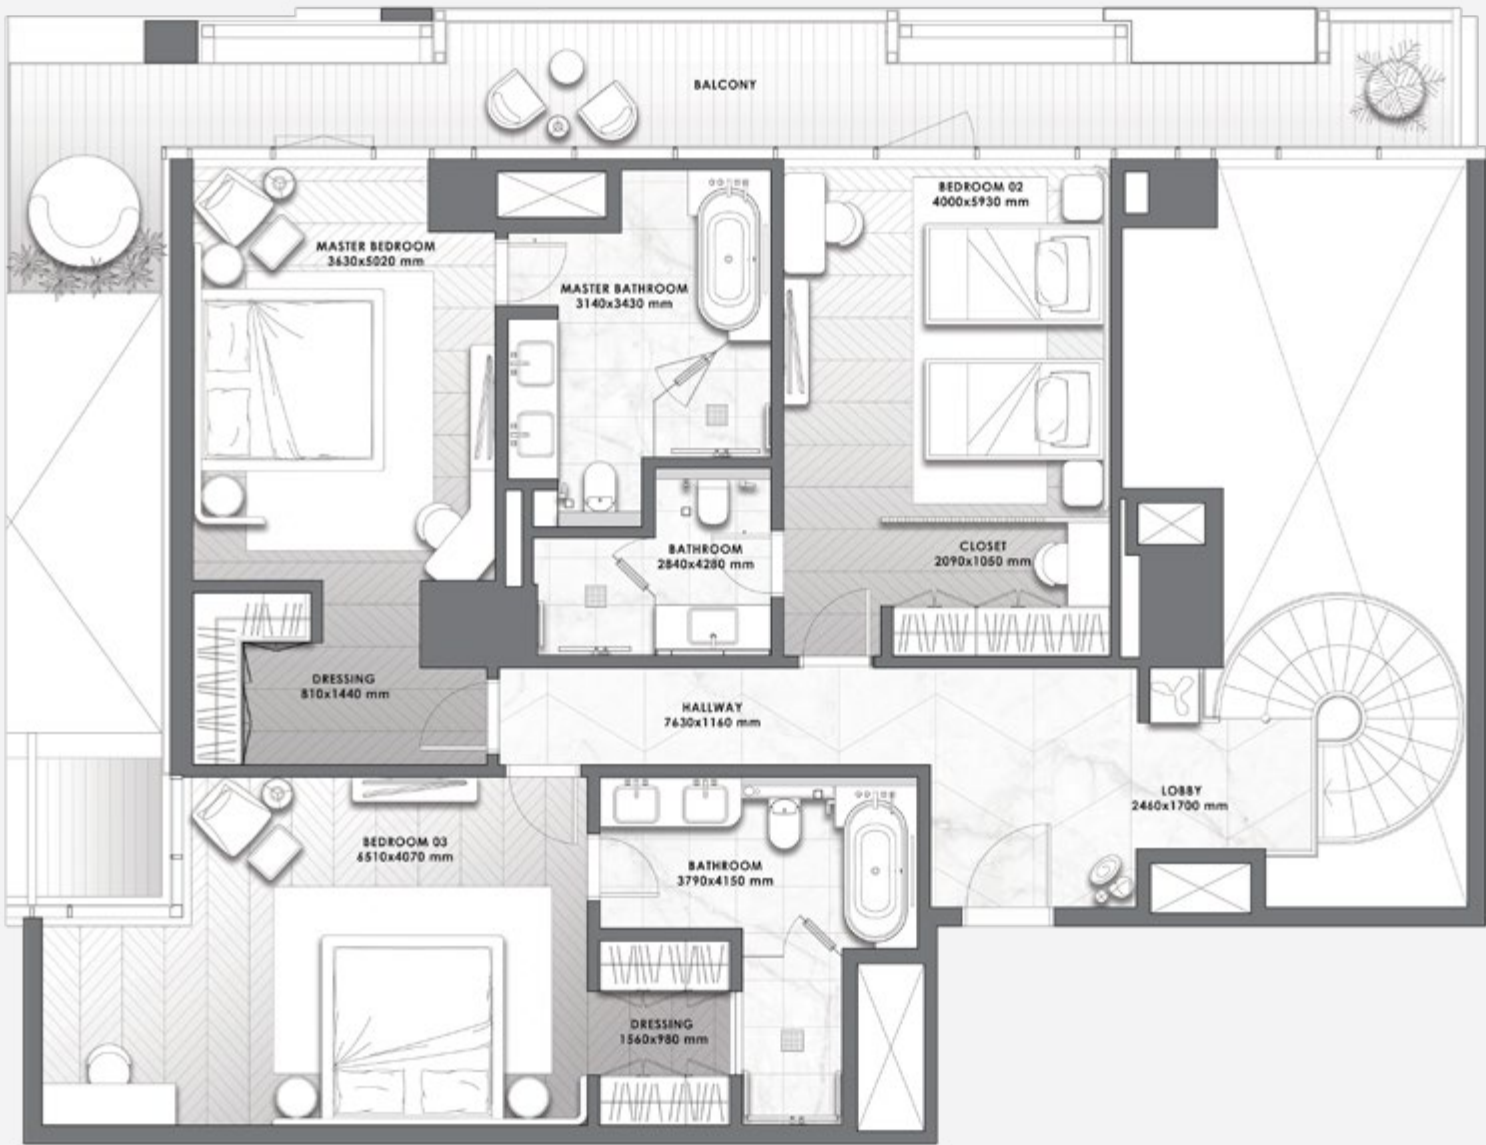 BALCONY
BEDROOM 02
4000x5930 mm
MASTER BEDROOM
3630x5020 mm
MASTER BATHROOM
3140x3430 mm
BATHROOM
2840x4280 mm
CLOSET
2090x1050 mm
DRESSING
810x1440 mm
HALLWAY
7630x1160 mm
LOBBY
2460x1700 mm
BEDROOM 03
6510x4070 mm
BATHROOM
3790x4150 mm
DRESSING
1560x980 mm